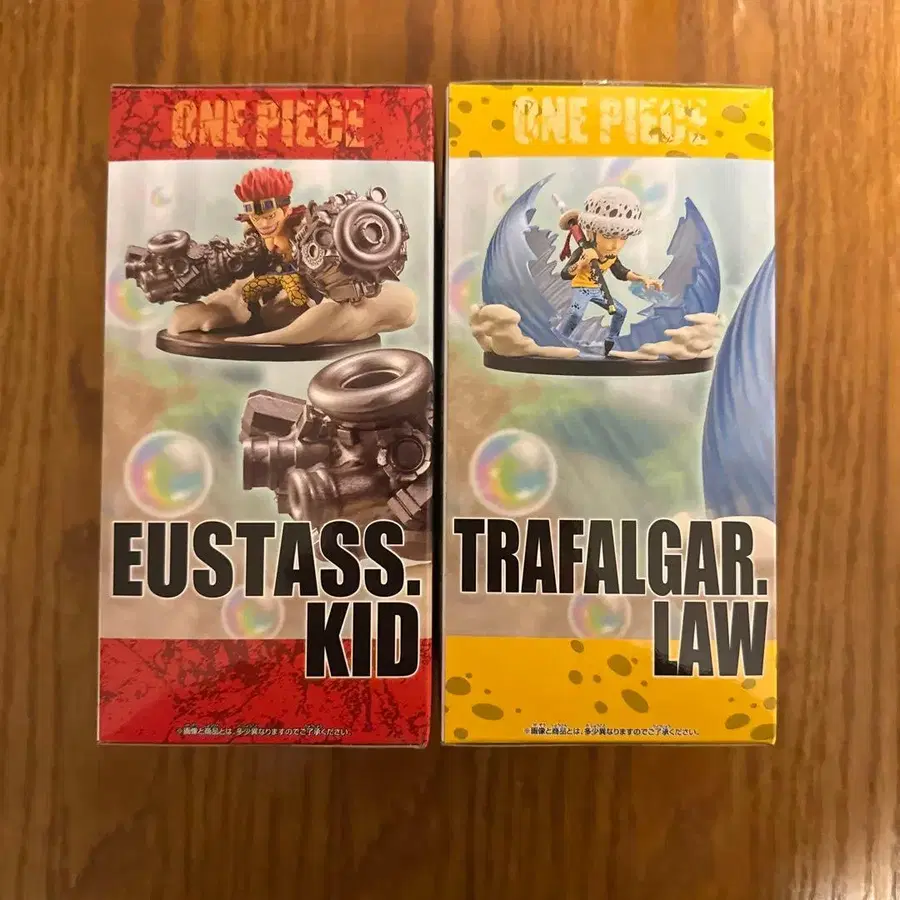 ONE PIECE
EUSTASS.
KID
※画像と商品とは、多少異なりますのでご了承ください。
ONE PIECE
TRAFALGAR.
LAW
※画像と商品とは、多少異なりますのでご了承ください。